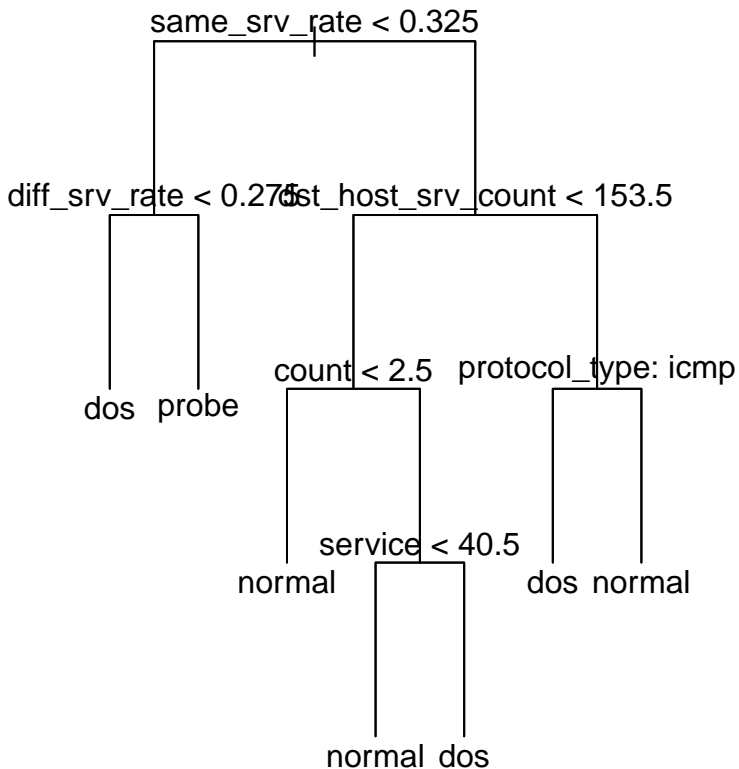 same_srv_rate < 0.325
diff_srv_rate < 0.275
dst_host_srv_count < 153.5
count < 2.5
protocol_type: icmp
dos
probe
service < 40.5
normal
dos
normal
normal
dos